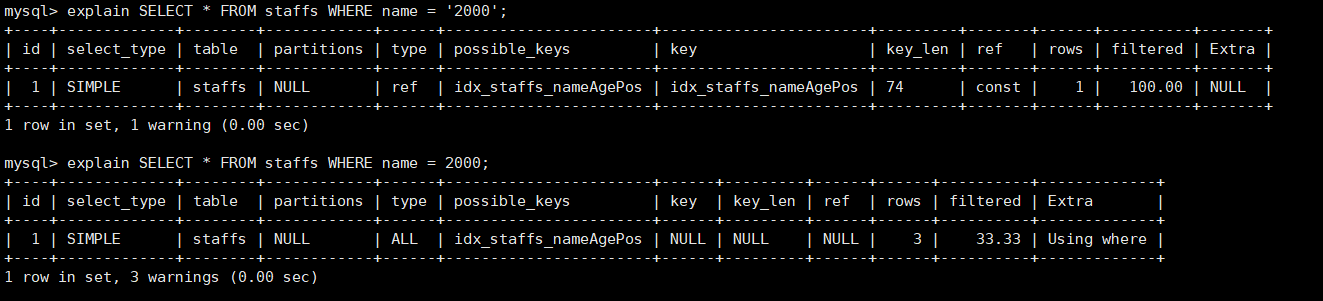 mysql> explain SELECT * FROM staffs WHERE name = '2000';
+----+-------------+--------+------------+------+-----------------------+-----------------------+---------+-------+------+----------+-------+
| id | select_type | table  | partitions | type | possible_keys         | key                   | key_len | ref   | rows | filtered | Extra |
+----+-------------+--------+------------+------+-----------------------+-----------------------+---------+-------+------+----------+-------+
|  1 | SIMPLE      | staffs | NULL       | ref  | idx_staffs_nameAgePos | idx_staffs_nameAgePos | 74      | const |    1 |   100.00 | NULL  |
+----+-------------+--------+------------+------+-----------------------+-----------------------+---------+-------+------+----------+-------+
1 row in set, 1 warning (0.00 sec)
mysql> explain SELECT * FROM staffs WHERE name = 2000;
+----+-------------+--------+------------+------+-----------------------+------+---------+------+------+----------+-------------+
| id | select_type | table  | partitions | type | possible_keys         | key  | key_len | ref  | rows | filtered | Extra       |
+----+-------------+--------+------------+------+-----------------------+------+---------+------+------+----------+-------------+
|  1 | SIMPLE      | staffs | NULL       | ALL  | idx_staffs_nameAgePos | NULL | NULL    | NULL |    3 |    33.33 | Using where |
+----+-------------+--------+------------+------+-----------------------+------+---------+------+------+----------+-------------+
1 row in set, 3 warnings (0.00 sec)